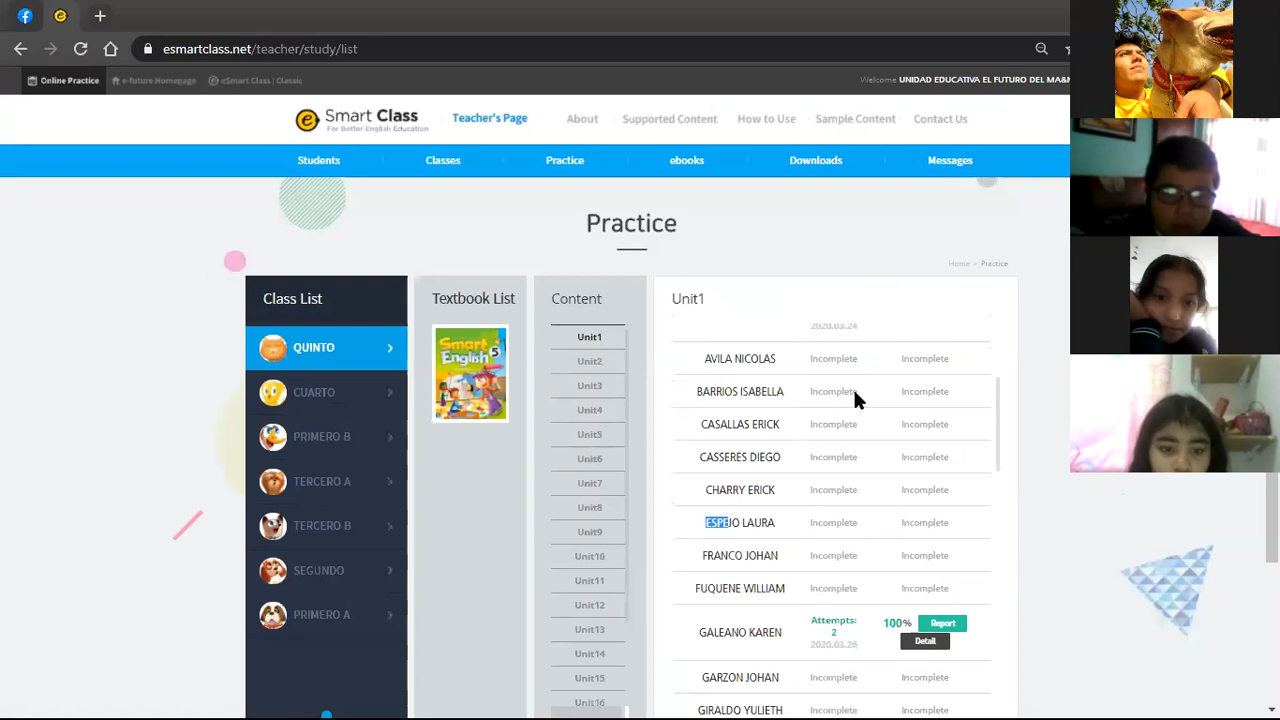 esmartclass.net/teacher/study/list
Online Practice
e-future Homepage
eSmart Class | Classic
Welcome UNIDAD EDUCATIVA EL FUTURO DEL MA&M
e Smart Class
For Better English Education
Teacher's Page
About
Supported Content
How to Use
Sample Content
Contact Us
Students
Classes
Practice
ebooks
Downloads
Messages
Practice
Home > Practice
Class List
QUINTO
CUARTO
PRIMERO B
TERCERO A
TERCERO B
SEGUNDO
PRIMERO A
Textbook List
Smart English 5
Content
Unit1
Unit2
Unit3
Unit4
Unit5
Unit6
Unit7
Unit8
Unit9
Unit10
Unit11
Unit12
Unit13
Unit14
Unit15
Unit16
Unit1
2020.03.24
AVILA NICOLAS Incomplete Incomplete
BARRIOS ISABELLA Incomplete Incomplete
CASALLAS ERICK Incomplete Incomplete
CASSERES DIEGO Incomplete Incomplete
CHARRY ERICK Incomplete Incomplete
ESPEJO LAURA Incomplete Incomplete
FRANCO JOHAN Incomplete Incomplete
FUQUENE WILLIAM Incomplete Incomplete
GALEANO KAREN Attempts: 2 2020.03.26 100% Report Detail
GARZON JOHAN Incomplete Incomplete
GIRALDO YULIETH Incomplete Incomplete